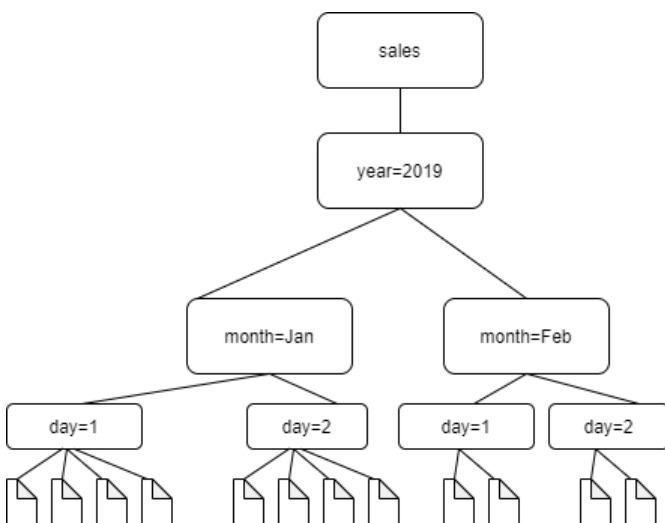 sales
year=2019
month=Jan
month=Feb
day=1
day=2
day=1
day=2